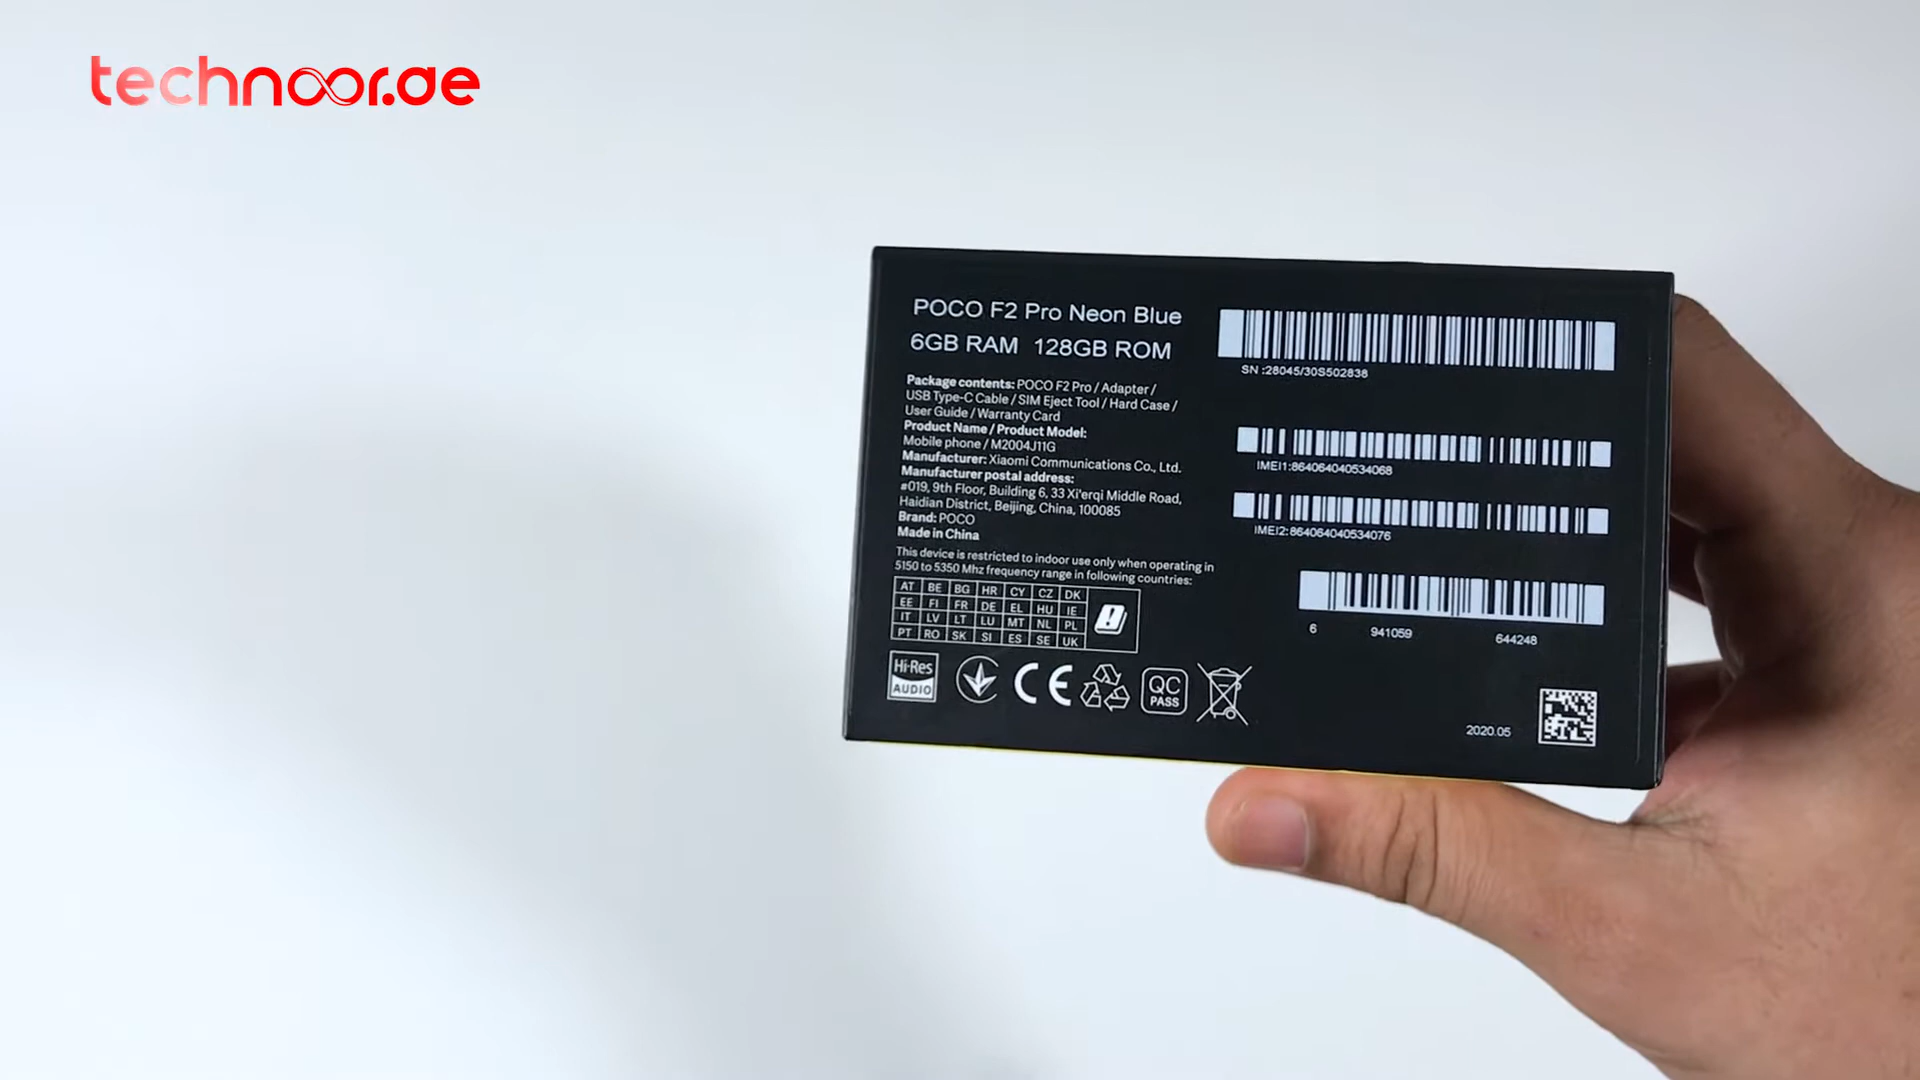 technoor.de
POCO F2 Pro Neon Blue
6GB RAM 128GB ROM
Package contents: POCO F2 Pro / Adapter /
USB Type-C Cable / SIM Eject Tool / Hard Case /
User Guide / Warranty Card
Product Name / Product Model:
Mobile phone / M2004J11G
Manufacturer: Xiaomi Communications Co., Ltd.
Manufacturer postal address:
#019, 9th Floor, Building 6, 33 Xi'erqi Middle Road,
Haidian District, Beijing, China, 100085
Brand: POCO
Made in China
This device is restricted to indoor use only when operating in
5150 to 5350 Mhz frequency range in following countries:
AT BE BG HR CY CZ DK
EE FI FR DE EL HU IE
IT LV LT LU MT NL PL
PT RO SK SI ES SE UK
Hi-Res
AUDIO
CE
QC
PASS
SN :28045/30S502838
IMEI1:864064040534068
IMEI2:864064040534076
6 941059 644248
2020.05